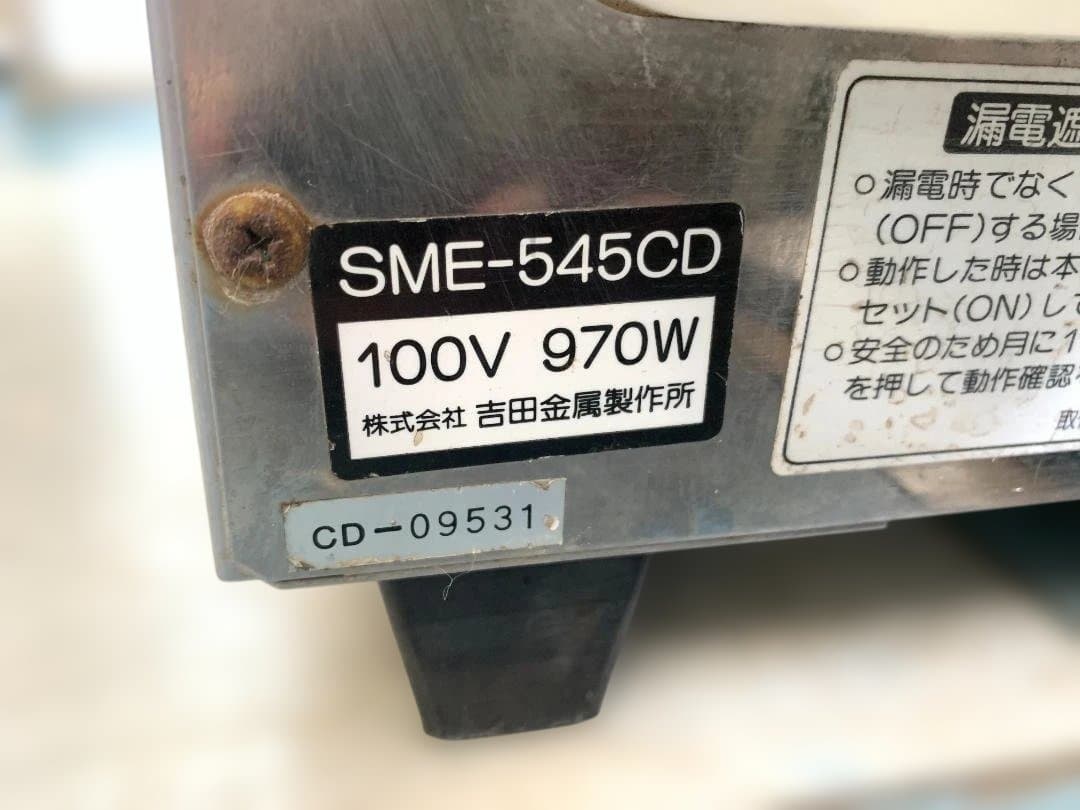 SME-545CD
100V 970W
株式会社 吉田金属製作所
CD-09531
漏電遮
○漏電時でなく
(OFF)する場
○動作した時は本
セット(ON)して
○安全のため月に1
を押して動作確認
取